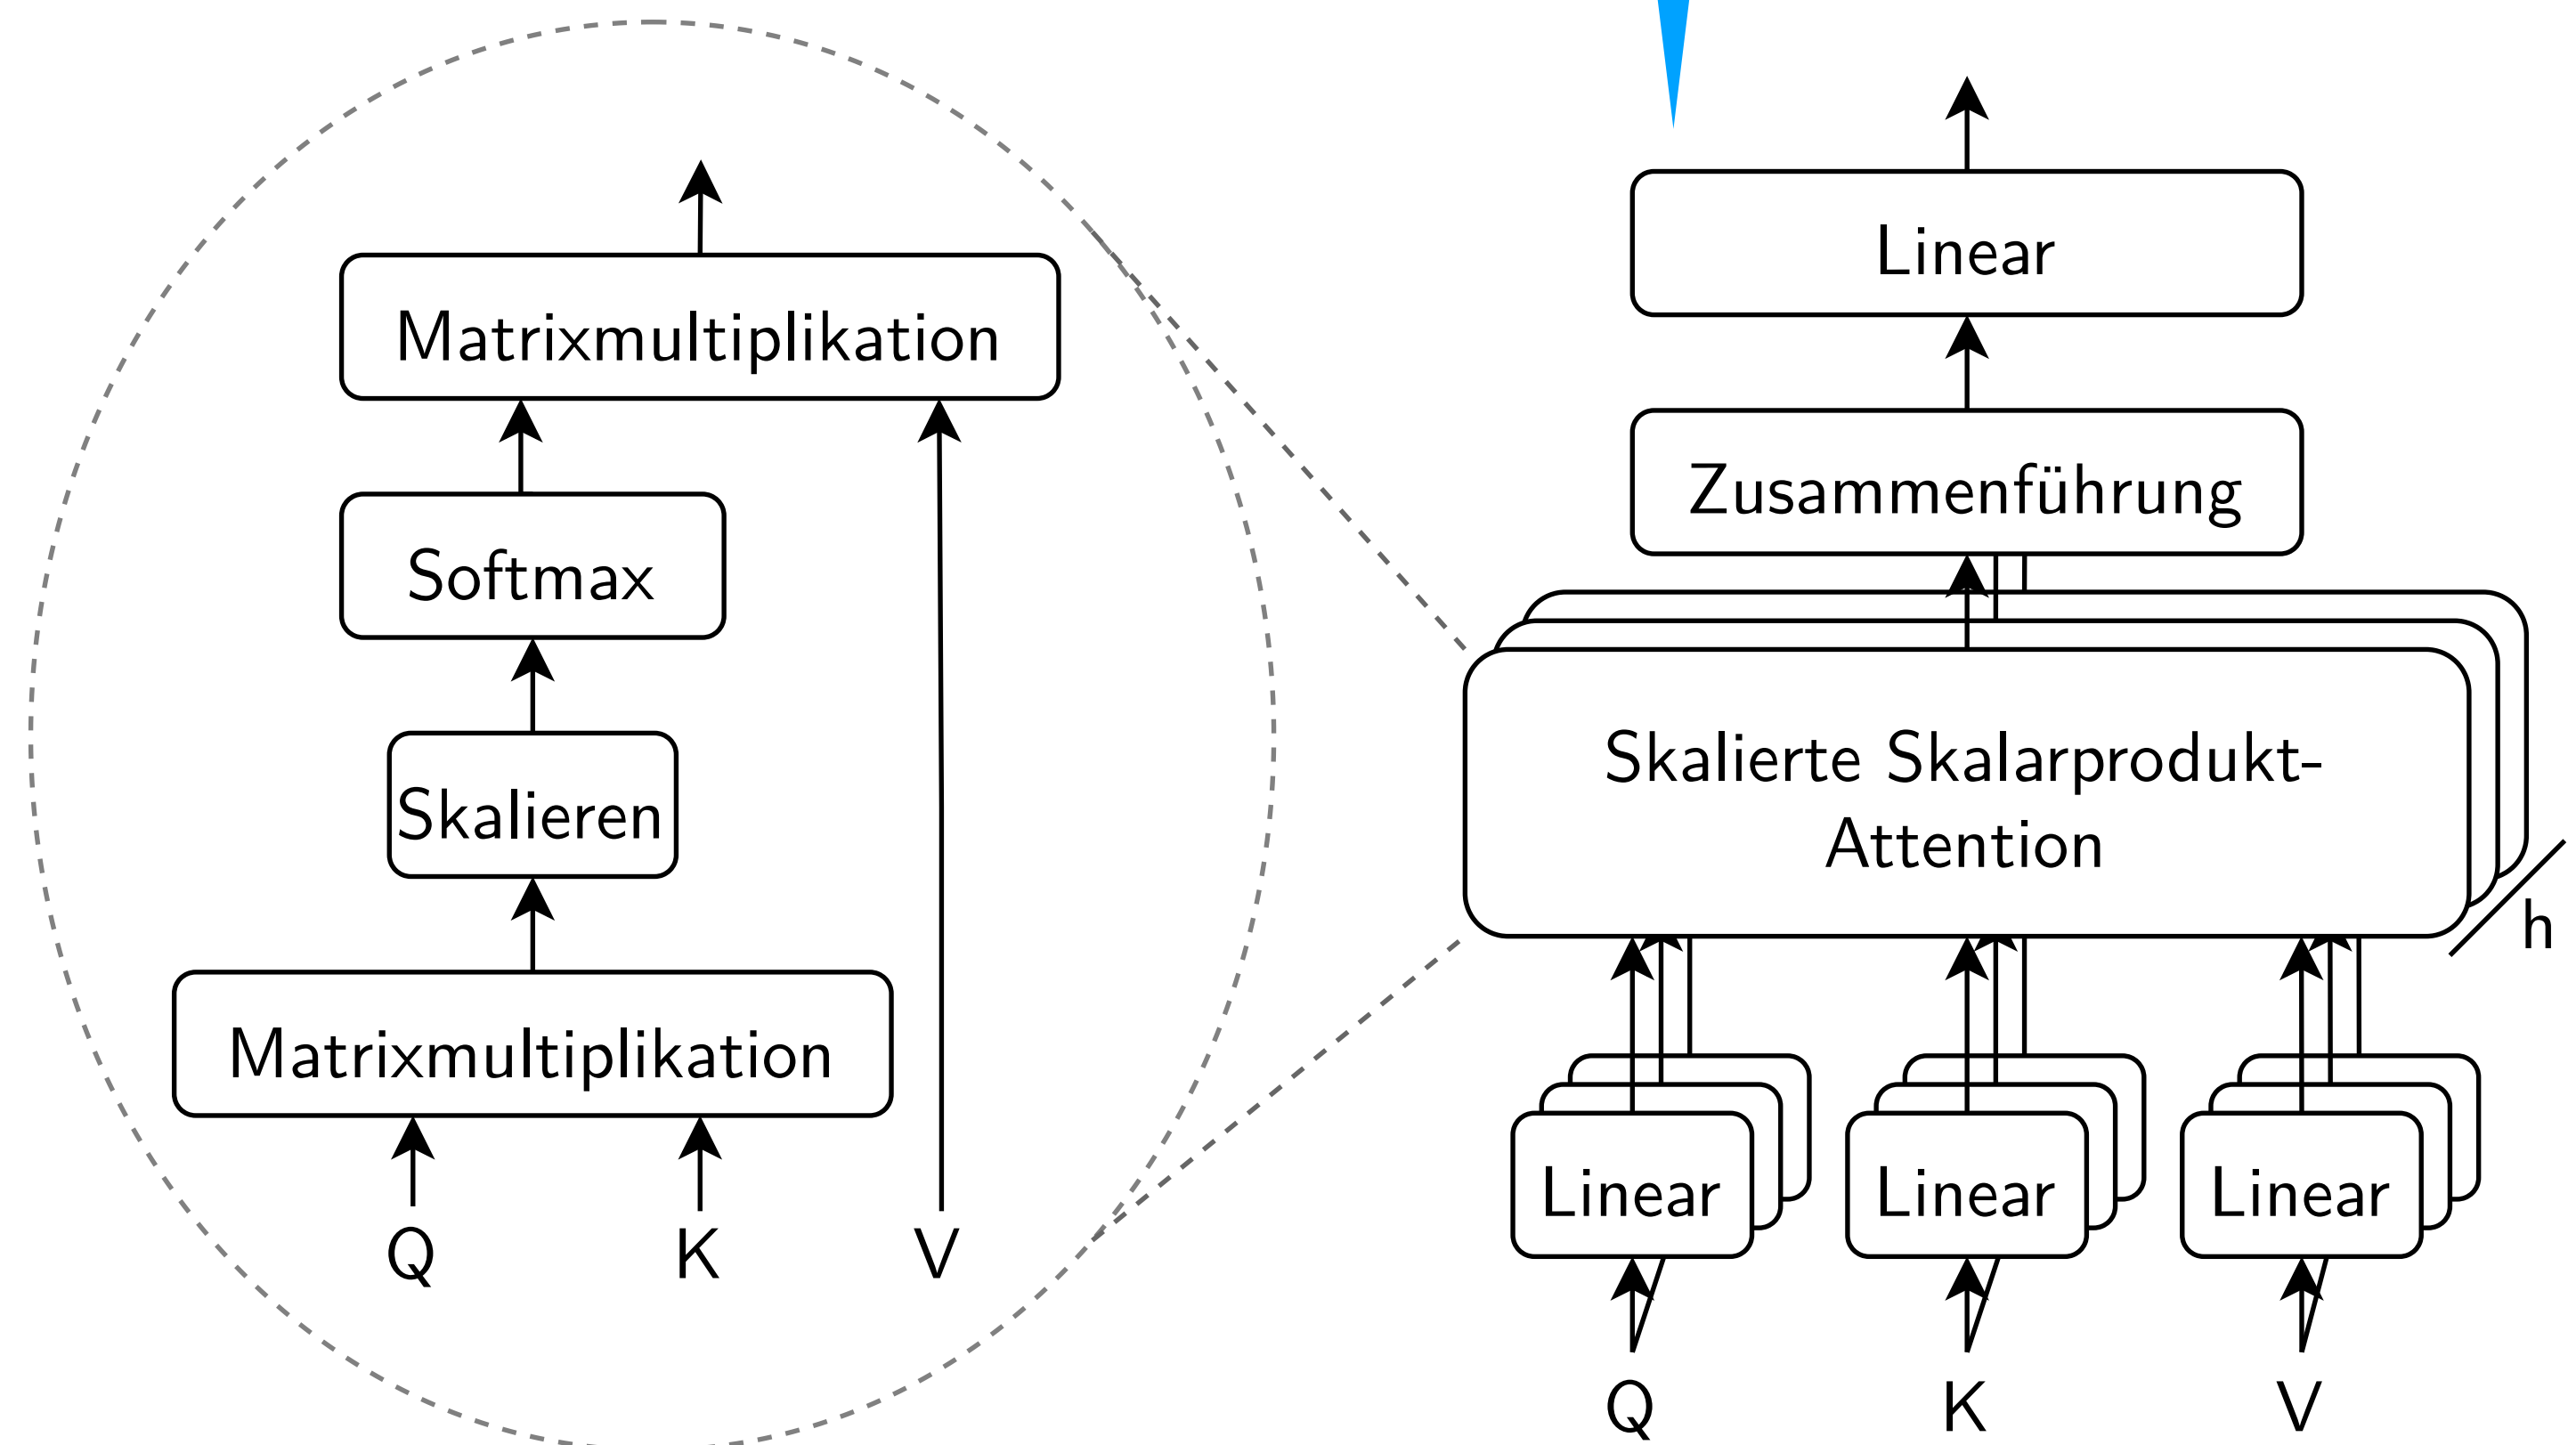 Matrixmultiplikation
Softmax
Skalieren
Matrixmultiplikation
Q K V
Linear
Zusammenführung
Skalierte Skalarprodukt-
Attention
h
Linear Linear Linear
Q K V